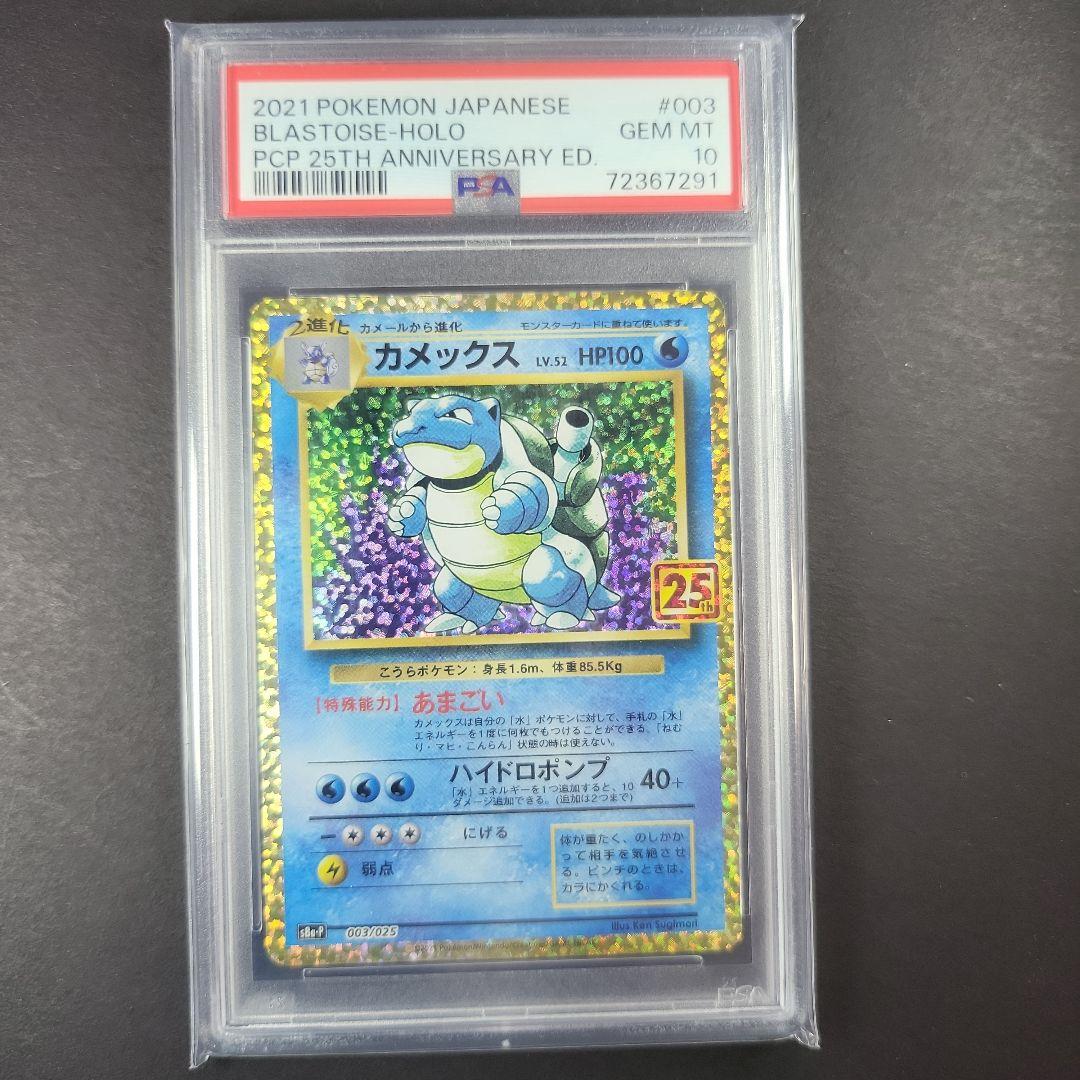 2021 POKEMON JAPANESE #003
BLASTOISE-HOLO GEM MT
PCP 25TH ANNIVERSARY ED. 10
PSA 72367291
2進化 カメールから進化 モンスターカードに重ねて使います
カメックス LV.52 HP100
25th
こうらポケモン：身長1.6m、体重85.5Kg
【特殊能力】あまごい
カメックスは自分の「水」ポケモンに対して、手札の「水」
エネルギーを1度に何枚でもつけることができる。「ねむ
り・マヒ・こんらん」状態の時は使えない。
ハイドロポンプ 40+
「水」エネルギーを1つ追加すると、10
ダメージ追加できる。(追加は2つまで)
にげる
弱点
体が重たく、のしかか
って相手を気絶させ
る。ピンチのときは、
カラにかくれる。
Illus Ken Sugimori
s8a-P 003/025
©2021 Pokémon/Nintendo/
PSA